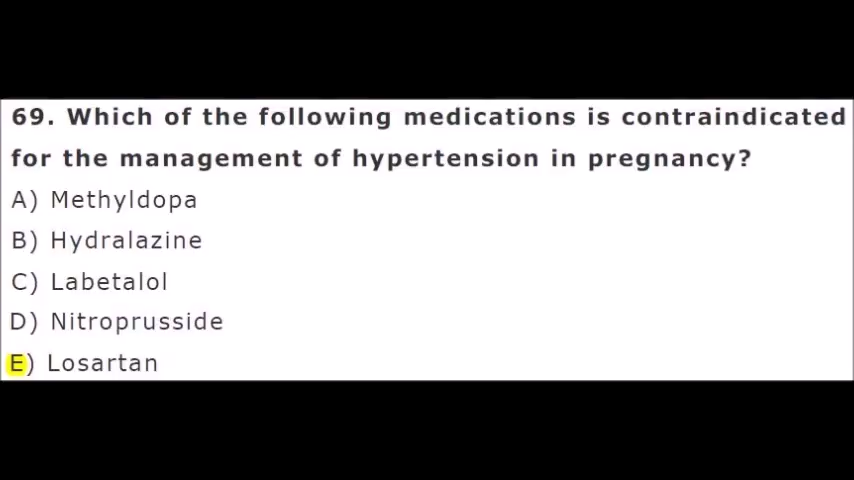 69. Which of the following medications is contraindicated
for the management of hypertension in pregnancy?
A) Methyldopa
B) Hydralazine
C) Labetalol
D) Nitroprusside
E) Losartan